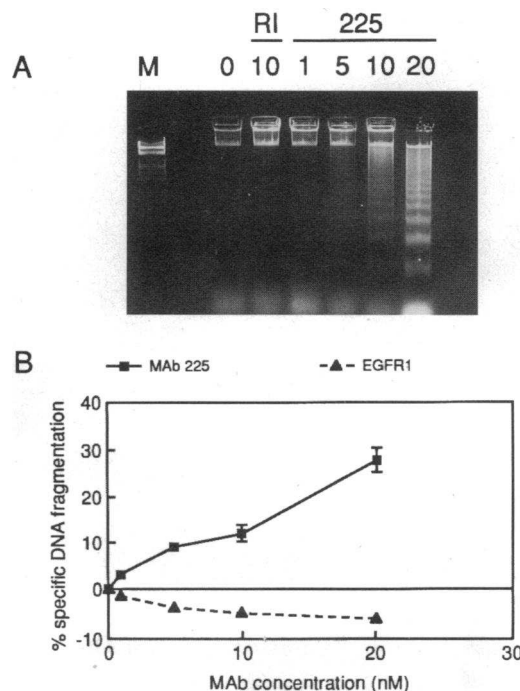 RI 225
A M 0 10 1 5 10 20
B MAb 225 EGFR1
% specific DNA fragmentation
40
30
20
10
0
-10
0 10 20 30
MAb concentration (nM)